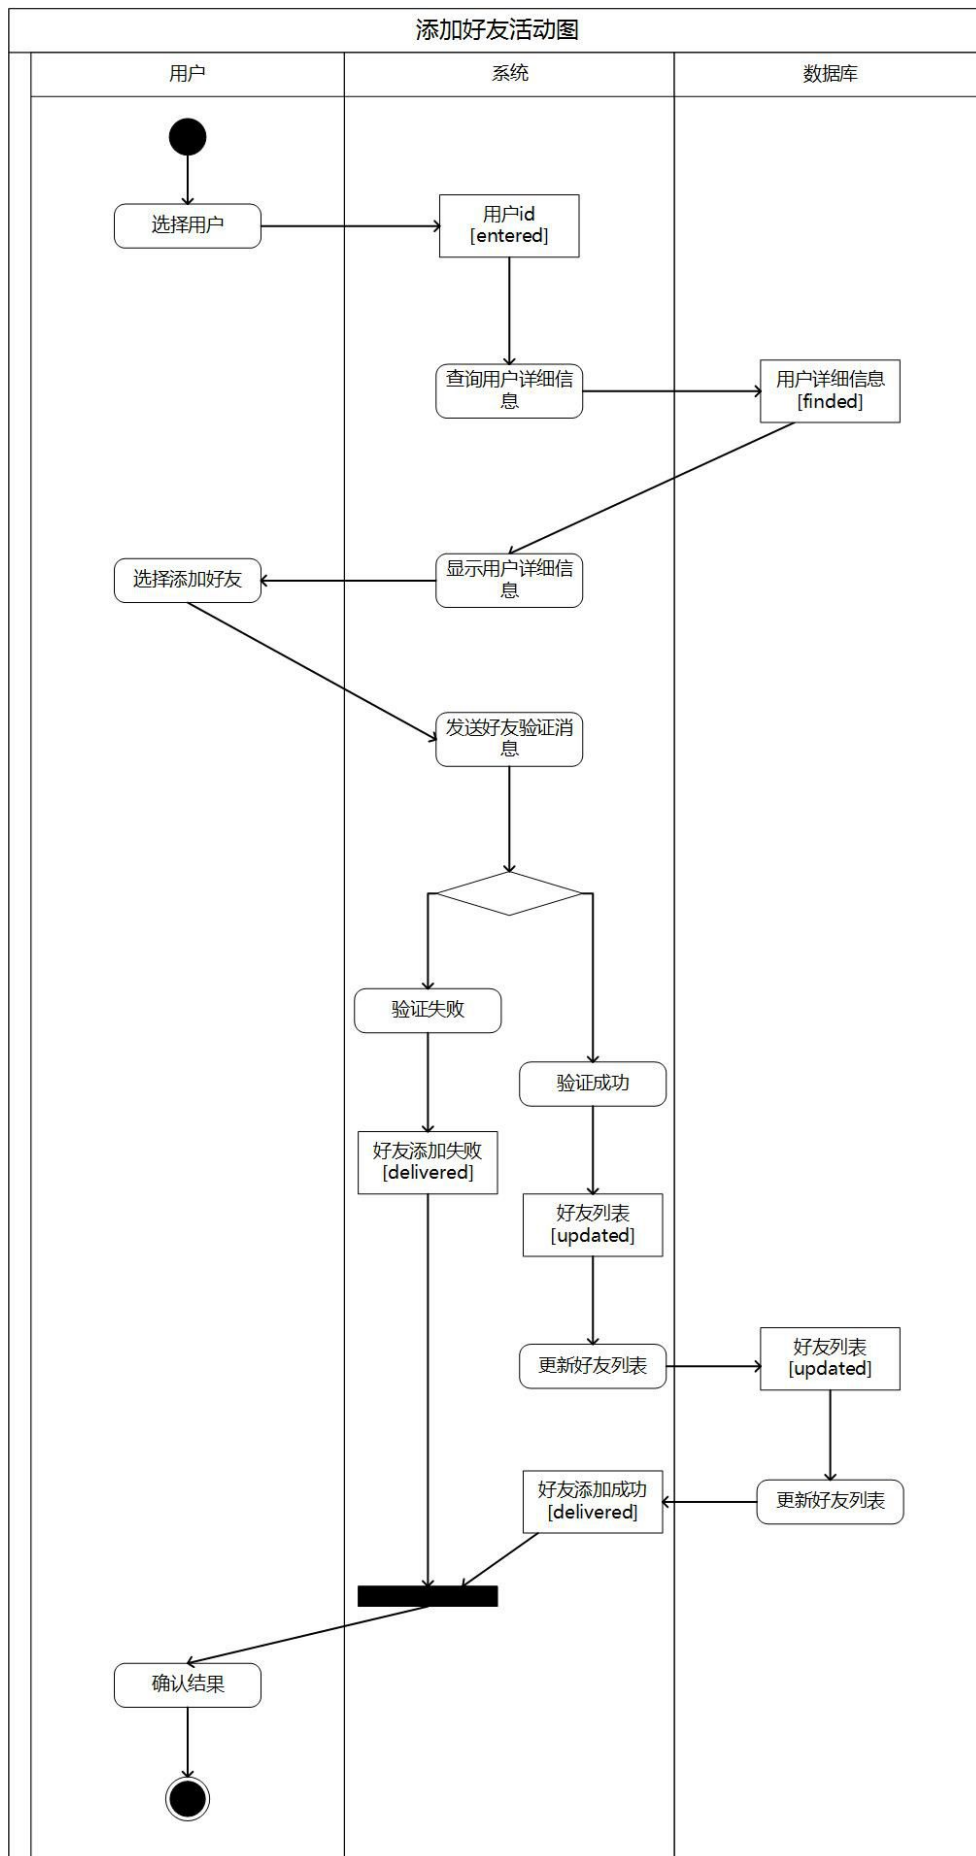 添加好友活动图
用户
系统
数据库
选择用户
用户id
[entered]
查询用户详细信
息
用户详细信息
[finded]
显示用户详细信
息
选择添加好友
发送好友验证消
息
验证失败
验证成功
好友添加失败
[delivered]
好友列表
[updated]
更新好友列表
好友列表
[updated]
更新好友列表
好友添加成功
[delivered]
确认结果